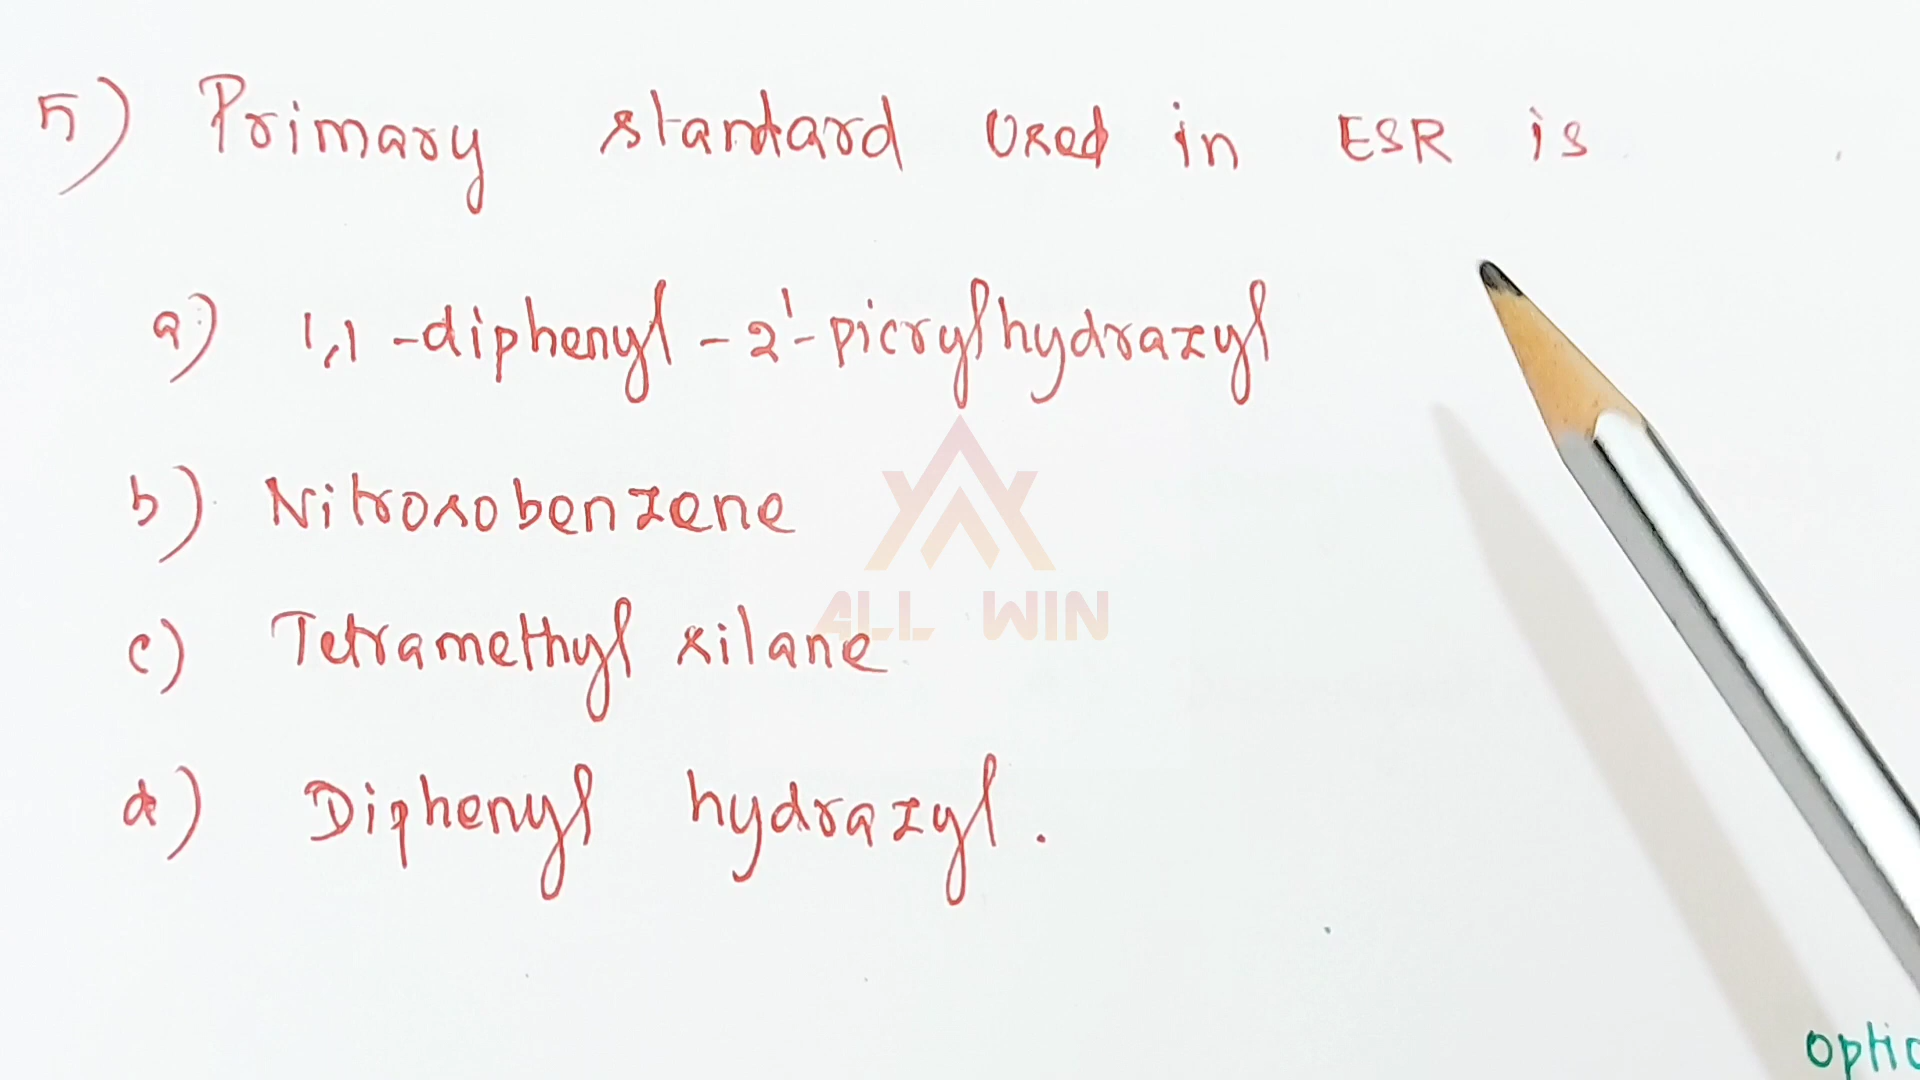 5) Primary standard used in ESR is
a) 1,1-diphenyl-2'-picrylhydrazyl
b) Nitrosobenzene
ALL WIN
c) Tetramethyl silane
d) Diphenyl hydrazyl.